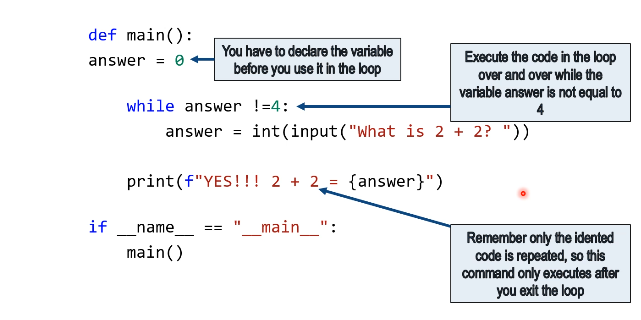 def main():
answer = 0
You have to declare the variable
before you use it in the loop
Execute the code in the loop
over and over while the
variable answer is not equal to
4
while answer !=4:
answer = int(input("What is 2 + 2? "))
print(f"YES!!! 2 + 2 = {answer}")
if __name__ == "__main__":
main()
Remember only the idented
code is repeated, so this
command only executes after
you exit the loop